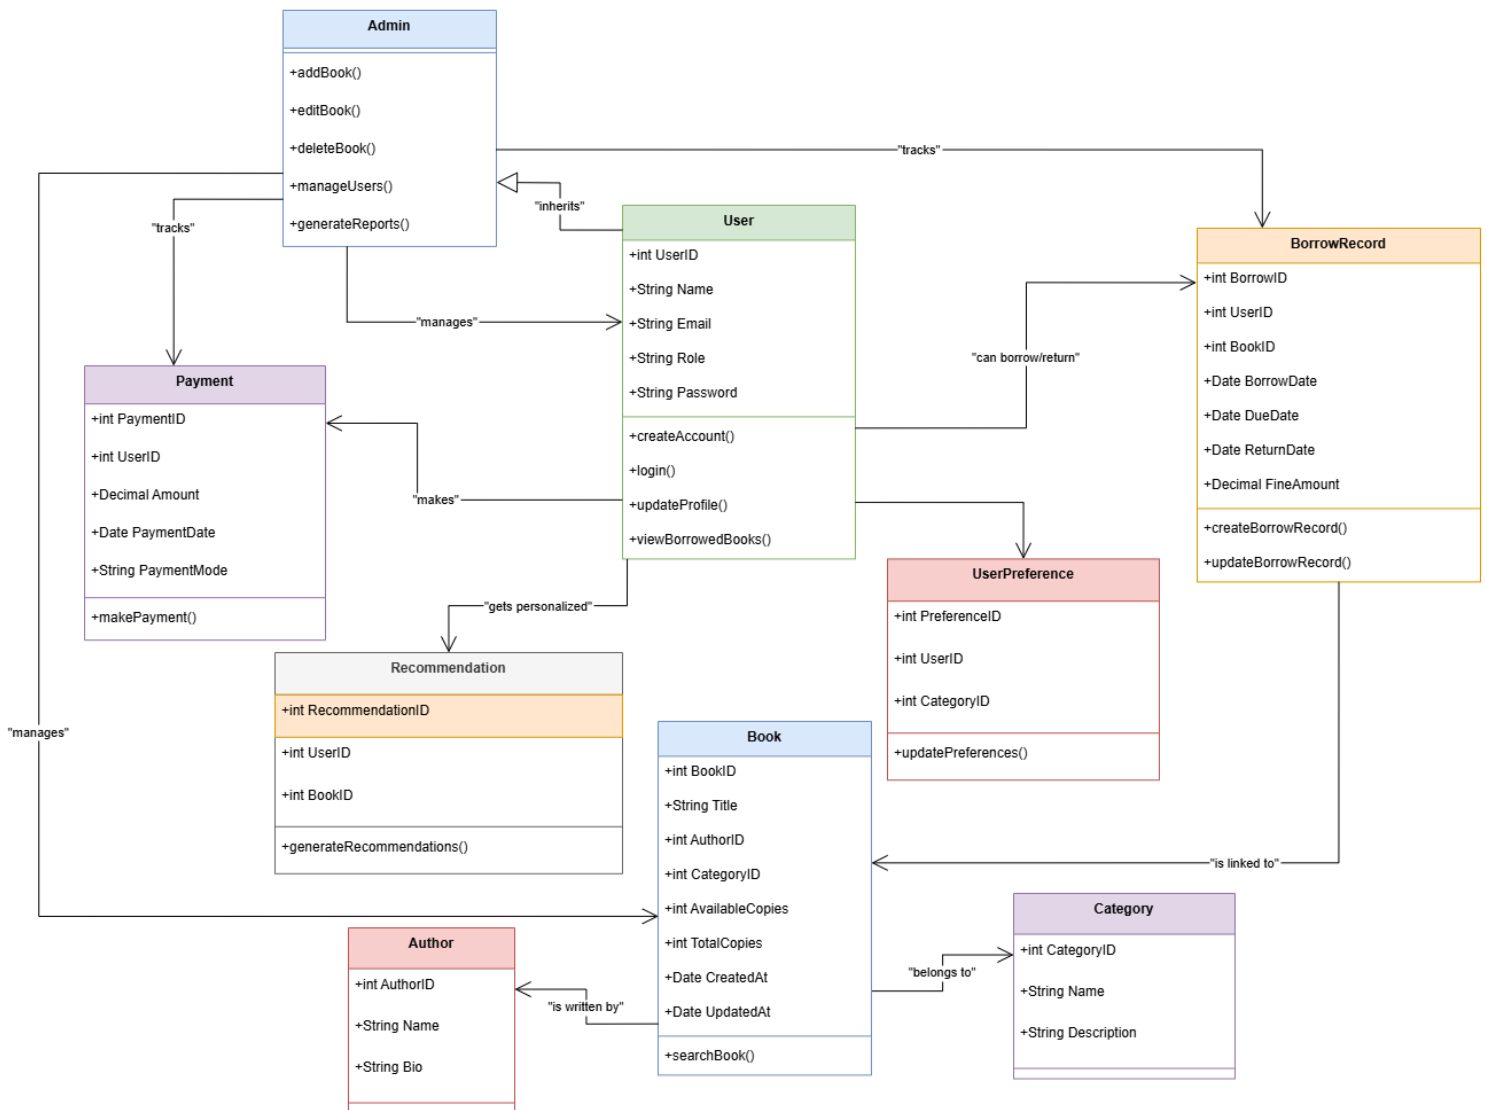 Admin
+addBook()
+editBook()
+deleteBook()
+manageUsers()
+generateReports()
"tracks"
"inherits"
"tracks"
"manages"
User
+int UserID
+String Name
+String Email
+String Role
+String Password
+createAccount()
+login()
+updateProfile()
+viewBorrowedBooks()
BorrowRecord
+int BorrowID
+int UserID
+int BookID
+Date BorrowDate
+Date DueDate
+Date ReturnDate
+Decimal FineAmount
+createBorrowRecord()
+updateBorrowRecord()
"can borrow/return"
Payment
+int PaymentID
+int UserID
+Decimal Amount
+Date PaymentDate
+String PaymentMode
+makePayment()
"makes"
"gets personalized"
UserPreference
+int PreferenceID
+int UserID
+int CategoryID
+updatePreferences()
Recommendation
+int RecommendationID
+int UserID
+int BookID
+generateRecommendations()
"manages"
Book
+int BookID
+String Title
+int AuthorID
+int CategoryID
+int AvailableCopies
+int TotalCopies
+Date CreatedAt
+Date UpdatedAt
+searchBook()
"is linked to"
"belongs to"
"is written by"
Category
+int CategoryID
+String Name
+String Description
Author
+int AuthorID
+String Name
+String Bio